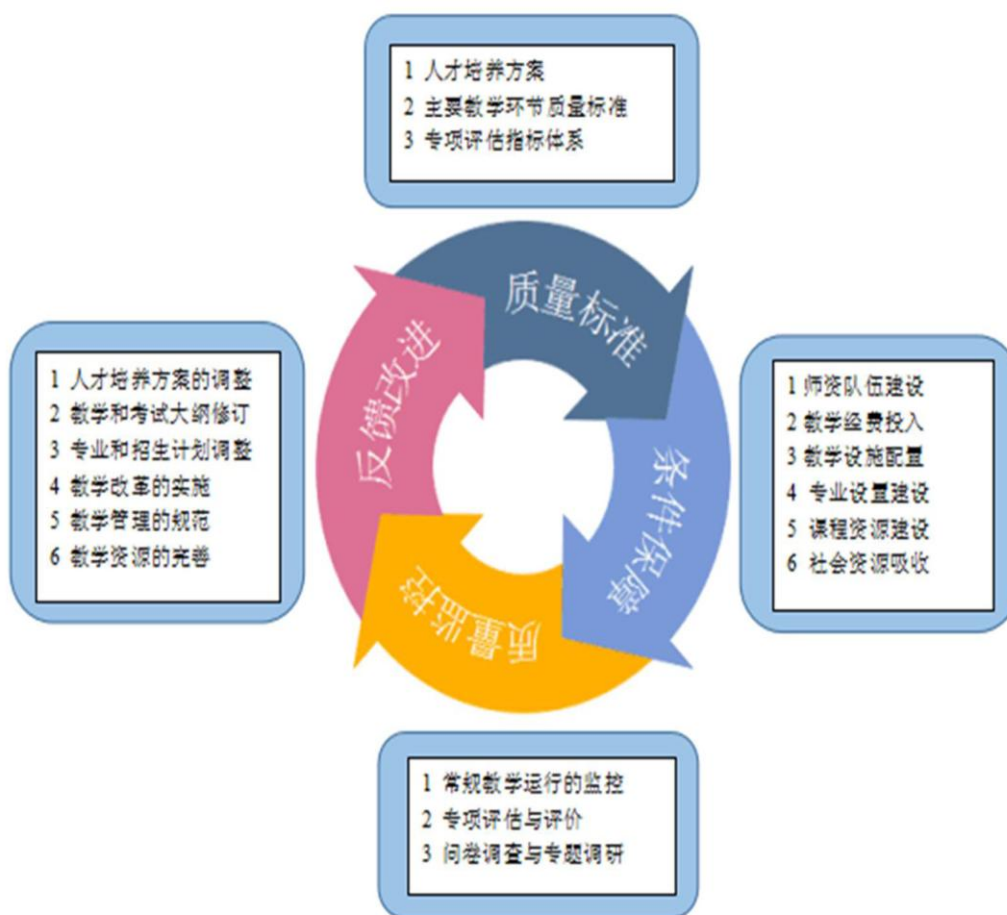 1 人才培养方案
2 主要教学环节质量标准
3 专项评估指标体系
质量标准
条件保障
质量监控
反馈改进
1 人才培养方案的调整
2 教学和考试大纲修订
3 专业和招生计划调整
4 教学改革的实施
5 教学管理的规范
6 教学资源的完善
1 师资队伍建设
2 教学经费投入
3 教学设施配置
4 专业设置建设
5 课程资源建设
6 社会资源吸收
1 常规教学运行的监控
2 专项评估与评价
3 问卷调查与专题调研